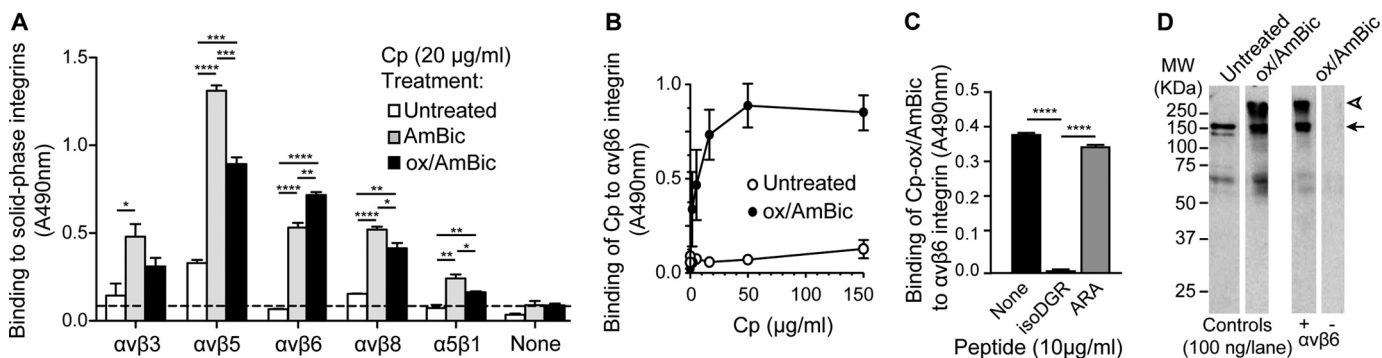 A
Binding to solid-phase integrins
(A490nm)
1.5
1.0
0.5
0.0
Cp (20 µg/ml)
Treatment:
Untreated
AmBic
ox/AmBic
***
***
****
*
****
**
****
**
*
****
**
*
**
αvβ3
αvβ5
αvβ6
αvβ8
α5β1
None
B
Binding of Cp to αvβ6 integrin
(A490nm)
1.0
0.5
0.0
Untreated
ox/AmBic
0
50
100
150
Cp (µg/ml)
C
Binding of Cp-ox/AmBic
to αvβ6 integrin (A490nm)
0.5
0.4
0.3
0.2
0.1
0.0
****
****
None
isoDGR
ARA
Peptide (10µg/ml)
D
MW
(KDa)
Untreated
ox/AmBic
ox/AmBic
250
150
100
75
50
37
25
Controls
(100 ng/lane)
+
-
αvβ6